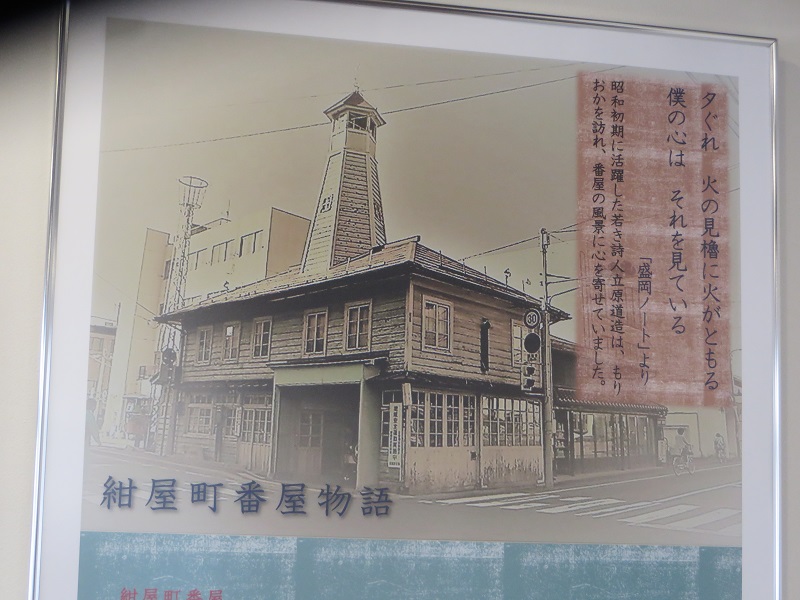 夕ぐれ 火の見櫓に火がともる
僕の心は それを見ている
「盛岡ノート」より
昭和初期に活躍した若き詩人立原道造は、もり
おかを訪れ、番屋の風景に心を寄せていました。
紺屋町番屋物語
紺屋町番屋